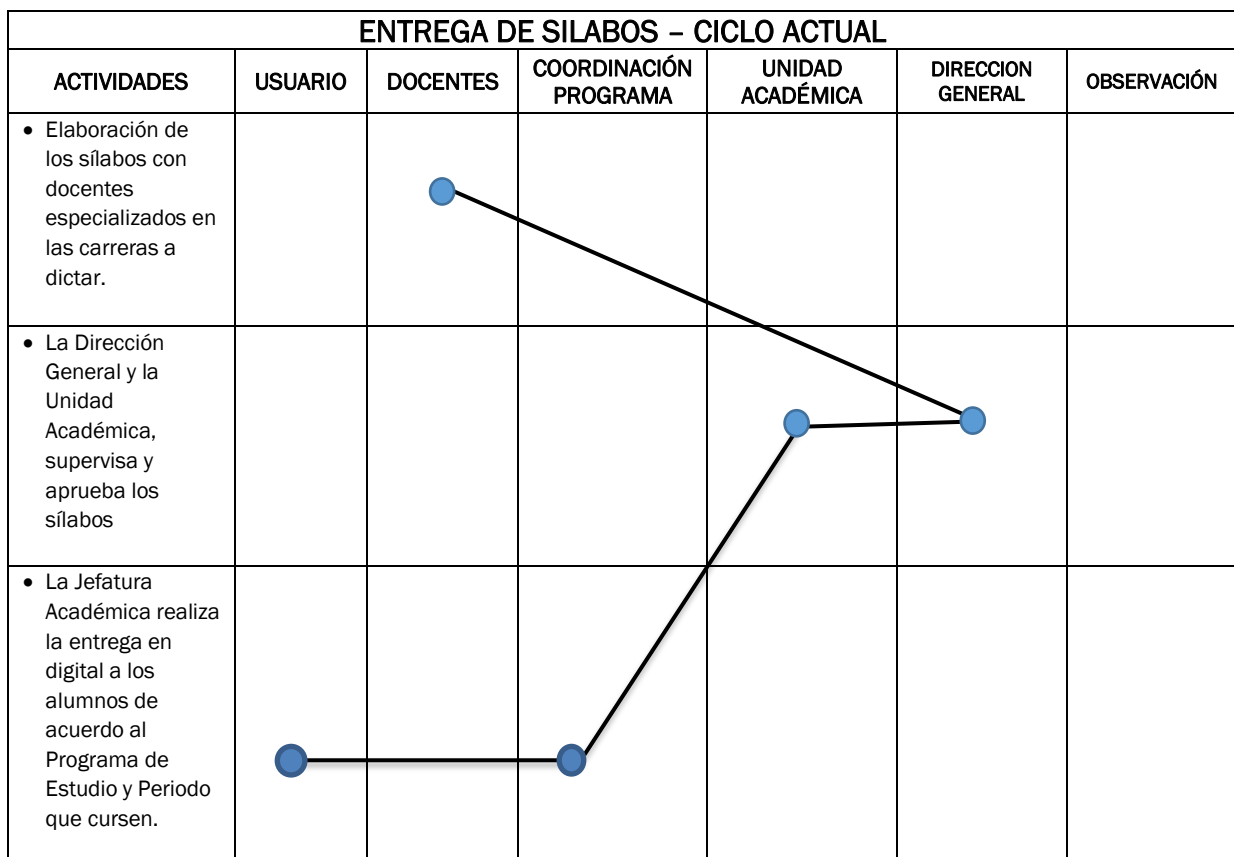 ENTREGA DE SILABOS – CICLO ACTUAL
ACTIVIDADES
USUARIO
DOCENTES
COORDINACIÓN
PROGRAMA
UNIDAD
ACADÉMICA
DIRECCION
GENERAL
OBSERVACIÓN
• Elaboración de
los sílabos con
docentes
especializados en
las carreras a
dictar.
• La Dirección
General y la
Unidad
Académica,
supervisa y
aprueba los
sílabos
• La Jefatura
Académica realiza
la entrega en
digital a los
alumnos de
acuerdo al
Programa de
Estudio y Periodo
que cursen.